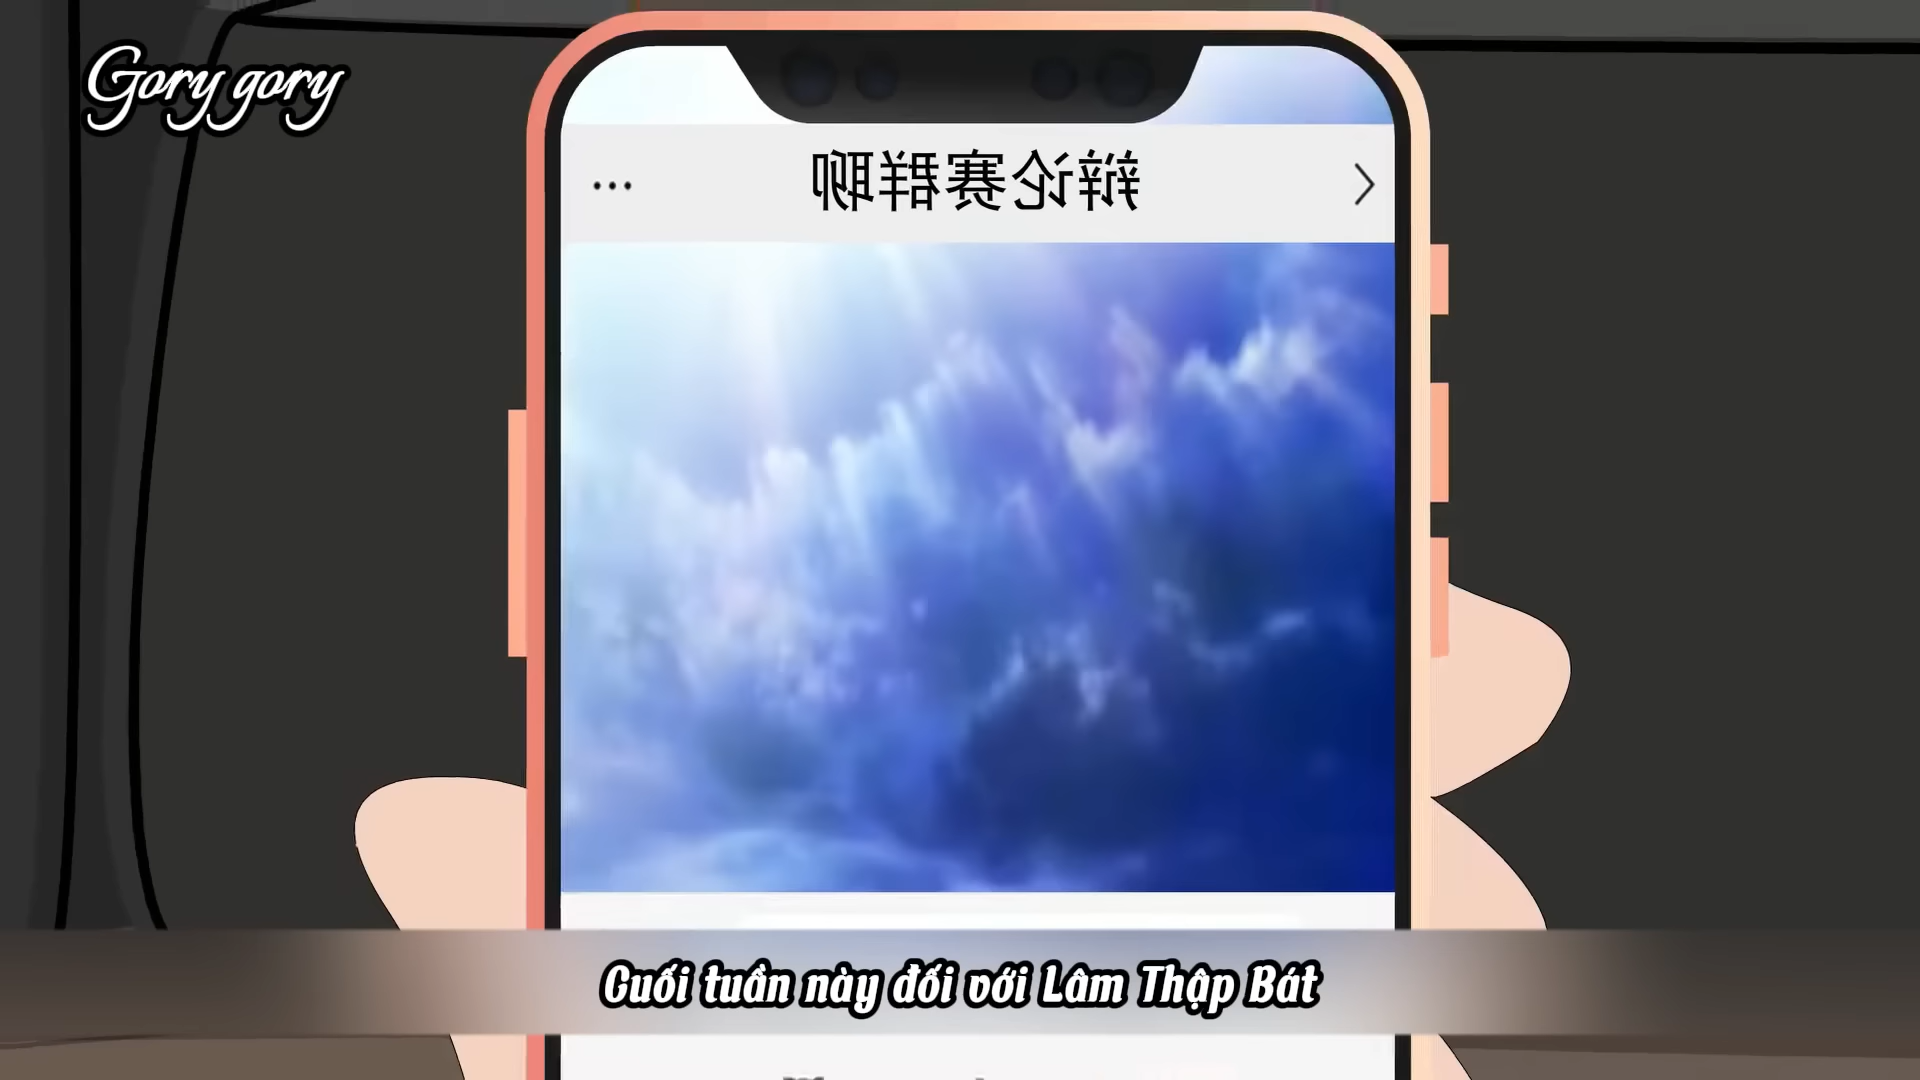 Gory gory
辩论赛群聊
Cuối tuần này đối với Lâm Thập Bát